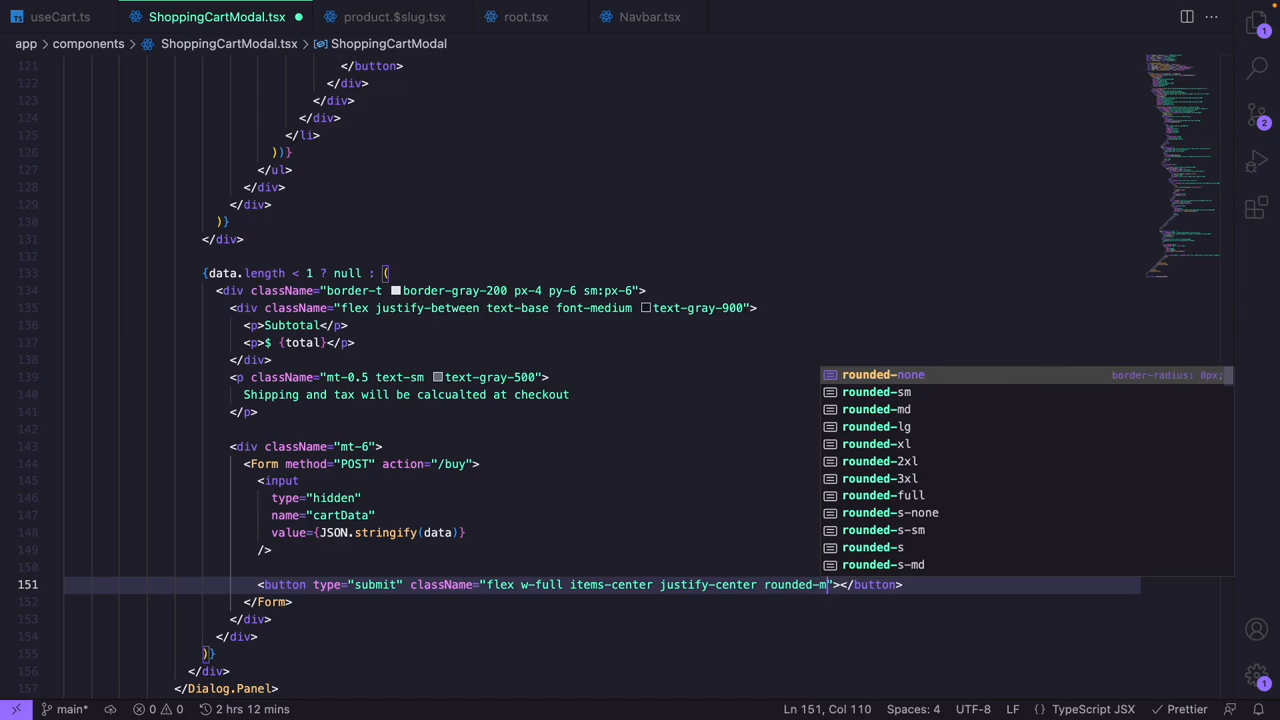 useCart.ts ShoppingCartModal.tsx product.$slug.tsx root.tsx Navbar.tsx
app > components > ShoppingCartModal.tsx > ShoppingCartModal
121 </button>
122 </div>
123 </div>
124 </div>
125 </li>
126 ))}
127 </ul>
128 </div>
129 </div>
130 )}
131 </div>
132
133 {data.length < 1 ? null : (
134 <div className="border-t border-gray-200 px-4 py-6 sm:px-6">
135 <div className="flex justify-between text-base font-medium text-gray-900">
136 <p>Subtotal</p>
137 <p>$ {total}</p>
138 </div>
139 <p className="mt-0.5 text-sm text-gray-500">
140 Shipping and tax will be calcualted at checkout
141 </p>
142
143 <div className="mt-6">
144 <Form method="POST" action="/buy">
145 <input
146 type="hidden"
147 name="cartData"
148 value={JSON.stringify(data)}
149 />
150
151 <button type="submit" className="flex w-full items-center justify-center rounded-m"></button>
152 </Form>
153 </div>
154 </div>
155 )}
156 </div>
157 </Dialog.Panel>
rounded-none border-radius: 0px;
rounded-sm
rounded-md
rounded-lg
rounded-xl
rounded-2xl
rounded-3xl
rounded-full
rounded-s-none
rounded-s-sm
rounded-s
rounded-s-md
1
2
1
main* 0 0 2 hrs 12 mins Ln 151, Col 110 Spaces: 4 UTF-8 LF {} TypeScript JSX Prettier